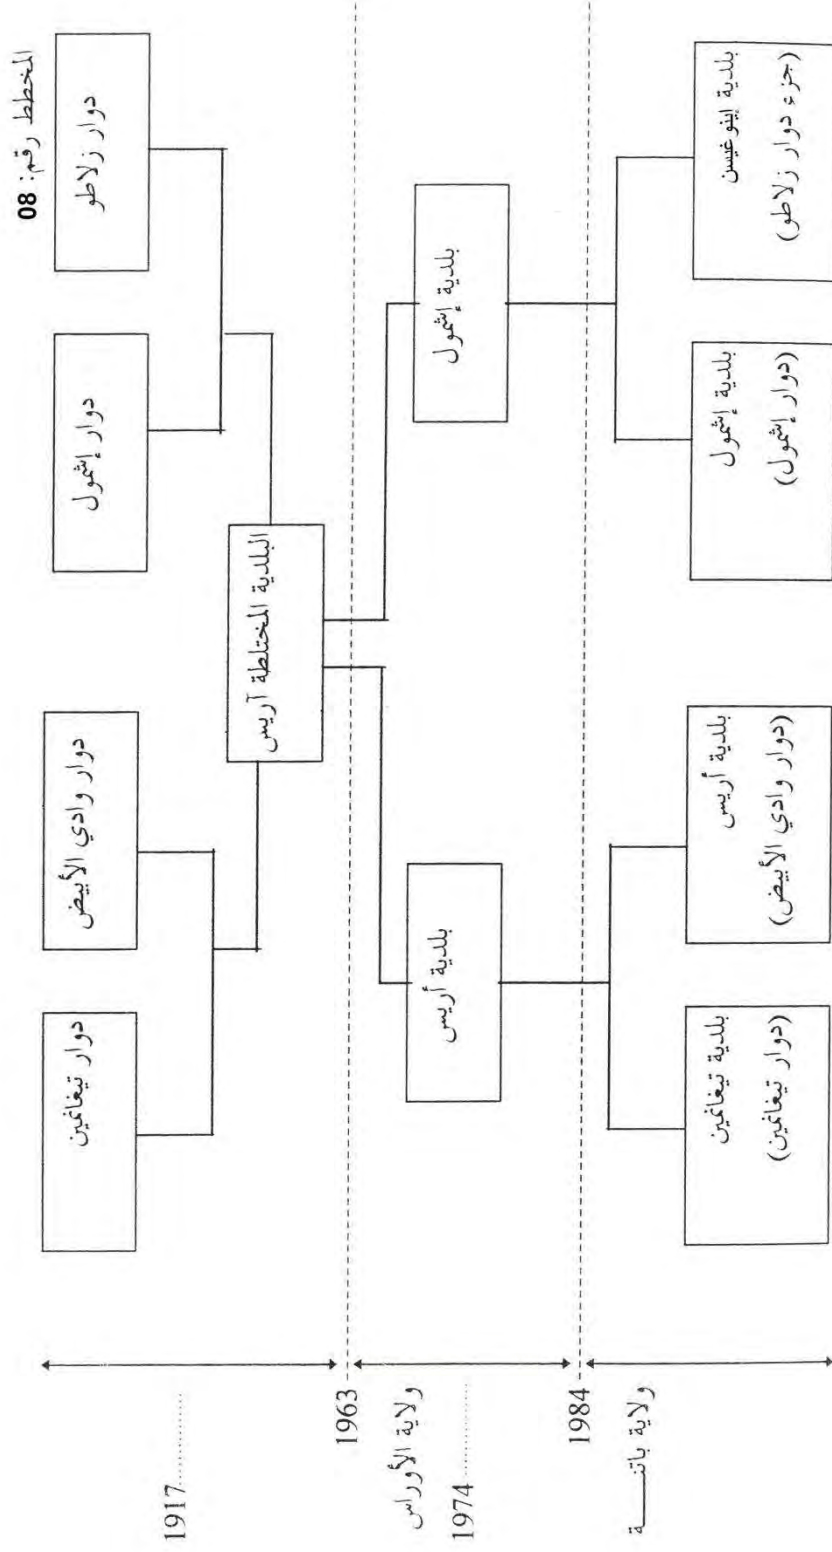 المخطط رقم: 08
دوار زلاطو
دوار إشمول
دوار وادي الأبيض
دوار تيغانمين
البلدية المختلطة آريس
1917
1963
بلدية إشمول
بلدية أريس
ولاية الأوراس
1974
1984
بلدية إينوغيسن
(جزء دوار زلاطو)
بلدية إشمول
(دوار إشمول)
بلدية أريس
(دوار وادي الأبيض)
بلدية تيغانمين
(دوار تيغانمين)
ولاية باتنـــة